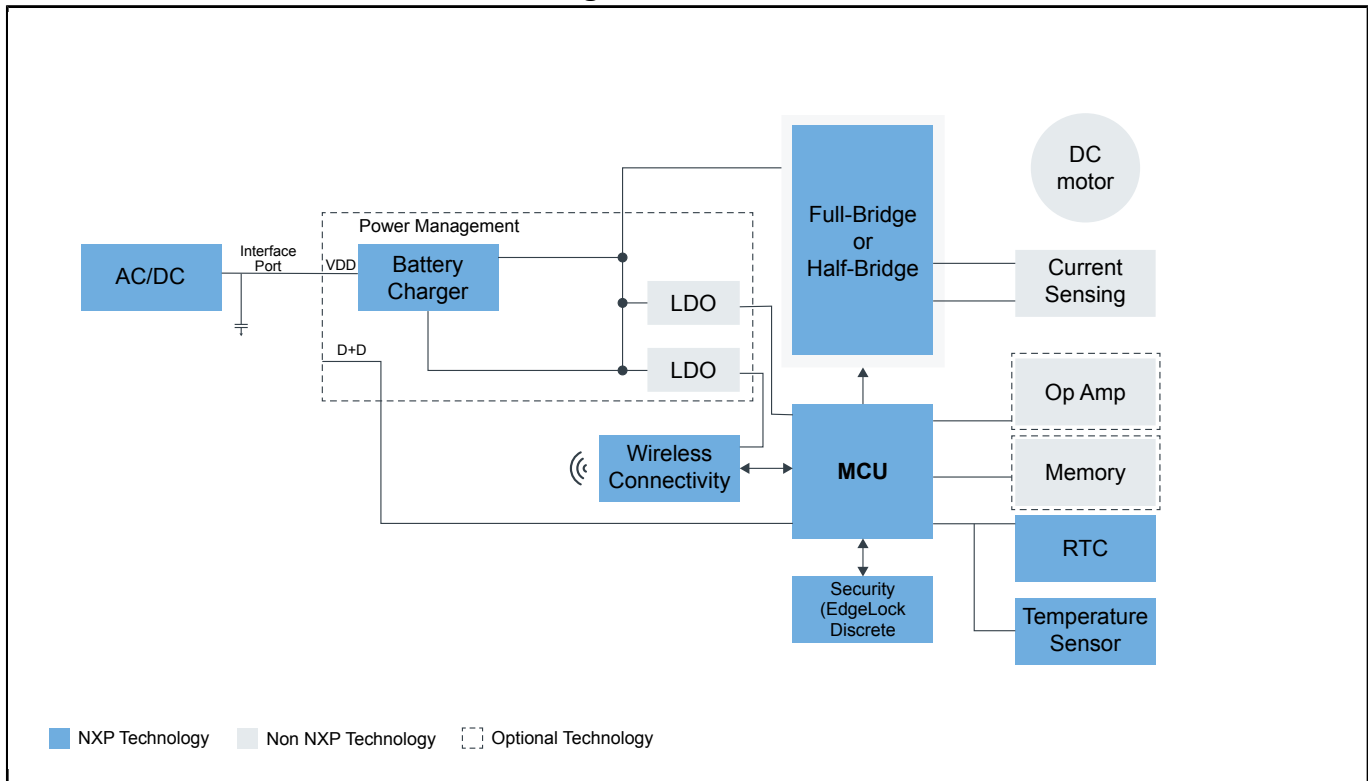 Full-Bridge
or
Half-Bridge
DC
motor
Power Management
AC/DC
Interface
Port
VDD
Battery
Charger
LDO
Current
Sensing
D+D
LDO
Op Amp
Wireless
Connectivity
MCU
Memory
RTC
Security
(EdgeLock
Discrete
Temperature
Sensor
NXP Technology
Non NXP Technology
Optional Technology